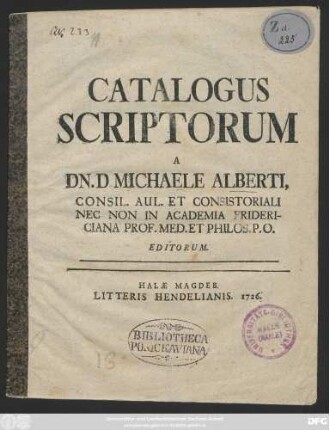 Za
225
CATALOGUS
SCRIPTORUM
A
DN. D. MICHAELE ALBERTI,
CONSIL. AUL. ET CONSISTORIALI
NEC NON IN ACADEMIA FRIDERI-
CIANA PROF. MED. ET PHILOS. P. O.
EDITORUM.
HALÆ MAGDEB.
LITTERIS HENDELIANIS. 1726.
BIBLIOTHECA
PONICKAVIANA
DFG